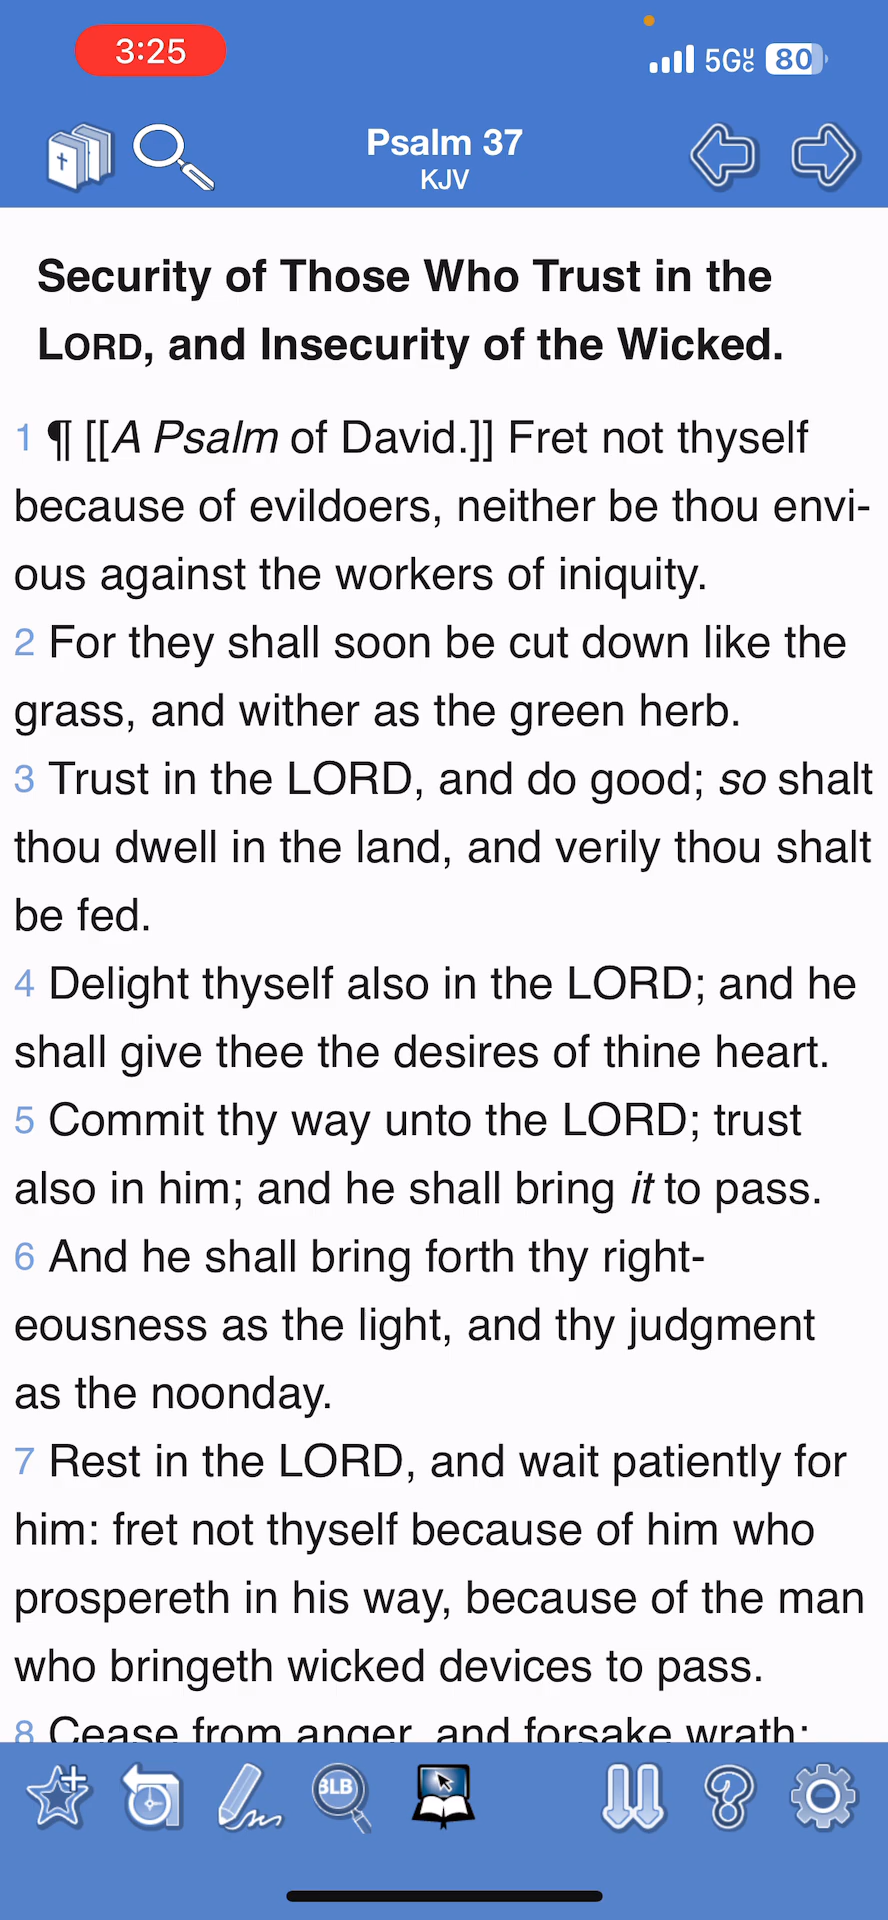 3:25
5GUC 80
Psalm 37
KJV
Security of Those Who Trust in the
LORD, and Insecurity of the Wicked.
1 ¶ [[A Psalm of David.]] Fret not thyself
because of evildoers, neither be thou envi-
ous against the workers of iniquity.
2 For they shall soon be cut down like the
grass, and wither as the green herb.
3 Trust in the LORD, and do good; so shalt
thou dwell in the land, and verily thou shalt
be fed.
4 Delight thyself also in the LORD; and he
shall give thee the desires of thine heart.
5 Commit thy way unto the LORD; trust
also in him; and he shall bring it to pass.
6 And he shall bring forth thy right-
eousness as the light, and thy judgment
as the noonday.
7 Rest in the LORD, and wait patiently for
him: fret not thyself because of him who
prospereth in his way, because of the man
who bringeth wicked devices to pass.
8 Cease from anger, and forsake wrath:
BLB